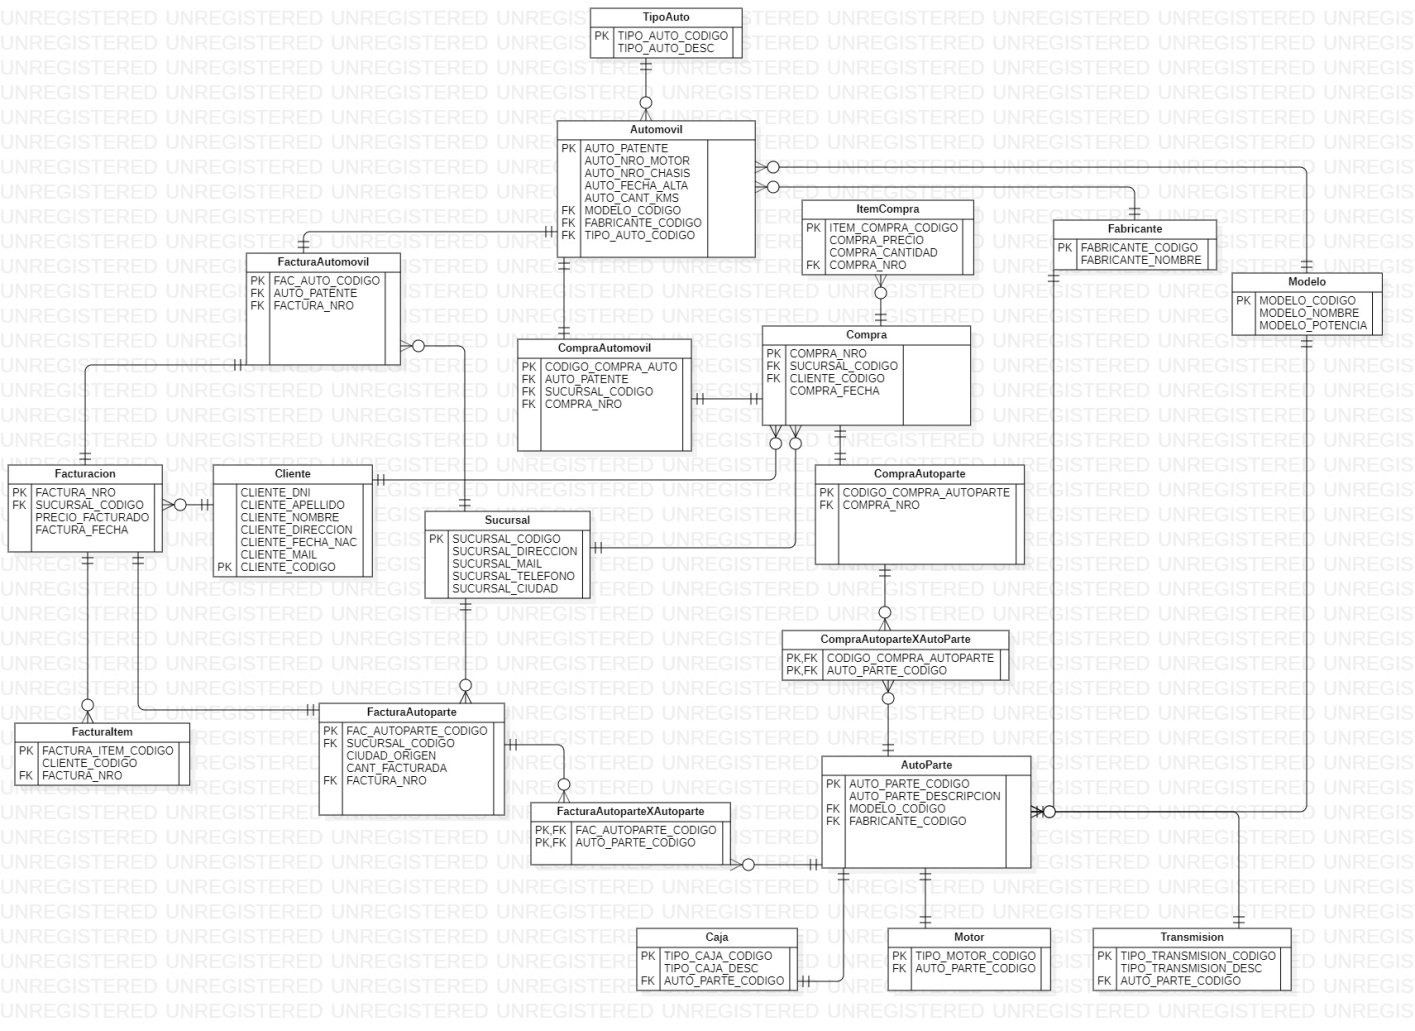 TipoAuto
PK TIPO_AUTO_CODIGO
TIPO_AUTO_DESC
Automovil
PK AUTO_PATENTE
AUTO_NRO_MOTOR
AUTO_NRO_CHASIS
AUTO_FECHA_ALTA
AUTO_CANT_KMS
FK MODELO_CODIGO
FK FABRICANTE_CODIGO
FK TIPO_AUTO_CODIGO
ItemCompra
PK ITEM_COMPRA_CODIGO
COMPRA_PRECIO
COMPRA_CANTIDAD
FK COMPRA_NRO
Fabricante
PK FABRICANTE_CODIGO
FABRICANTE_NOMBRE
Modelo
PK MODELO_CODIGO
MODELO_NOMBRE
MODELO_POTENCIA
FacturaAutomovil
PK FAC_AUTO_CODIGO
FK AUTO_PATENTE
FK FACTURA_NRO
CompraAutomovil
PK CODIGO_COMPRA_AUTO
FK AUTO_PATENTE
FK SUCURSAL_CODIGO
FK COMPRA_NRO
Compra
PK COMPRA_NRO
FK SUCURSAL_CODIGO
FK CLIENTE_CODIGO
COMPRA_FECHA
Facturacion
PK FACTURA_NRO
FK SUCURSAL_CODIGO
PRECIO_FACTURADO
FACTURA_FECHA
Cliente
CLIENTE_DNI
CLIENTE_APELLIDO
CLIENTE_NOMBRE
CLIENTE_DIRECCION
CLIENTE_FECHA_NAC
CLIENTE_MAIL
PK CLIENTE_CODIGO
Sucursal
PK SUCURSAL_CODIGO
SUCURSAL_DIRECCION
SUCURSAL_MAIL
SUCURSAL_TELEFONO
SUCURSAL_CIUDAD
CompraAutoparte
PK CODIGO_COMPRA_AUTOPARTE
FK COMPRA_NRO
CompraAutoparteXAutoParte
PK,FK CODIGO_COMPRA_AUTOPARTE
PK,FK AUTO_PARTE_CODIGO
FacturaItem
PK FACTURA_ITEM_CODIGO
CLIENTE_CODIGO
FK FACTURA_NRO
FacturaAutoparte
PK FAC_AUTOPARTE_CODIGO
FK SUCURSAL_CODIGO
CIUDAD_ORIGEN
CANT_FACTURADA
FK FACTURA_NRO
FacturaAutoparteXAutoparte
PK,FK FAC_AUTOPARTE_CODIGO
PK,FK AUTO_PARTE_CODIGO
AutoParte
PK AUTO_PARTE_CODIGO
AUTO_PARTE_DESCRIPCION
FK MODELO_CODIGO
FK FABRICANTE_CODIGO
Caja
PK TIPO_CAJA_CODIGO
TIPO_CAJA_DESC
FK AUTO_PARTE_CODIGO
Motor
PK TIPO_MOTOR_CODIGO
FK AUTO_PARTE_CODIGO
Transmision
PK TIPO_TRANSMISION_CODIGO
TIPO_TRANSMISION_DESC
FK AUTO_PARTE_CODIGO
UNREGISTERED